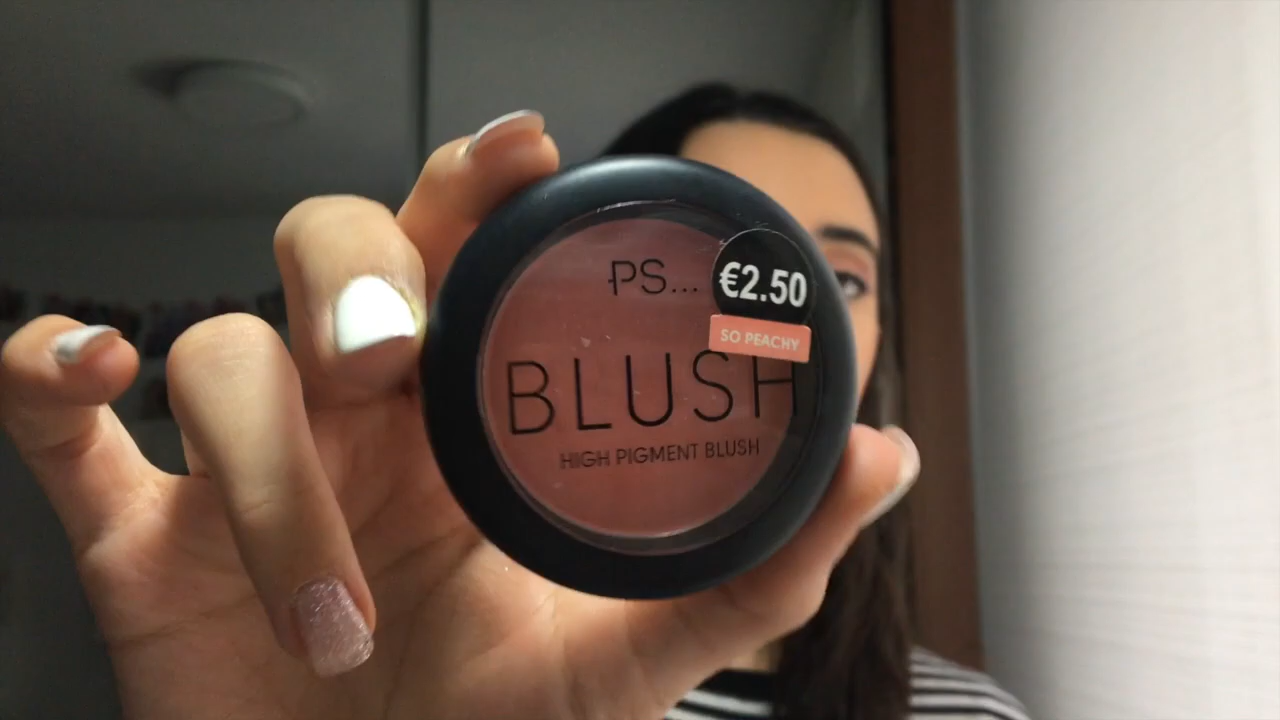 PS...
€2.50
SO PEACHY
BLUSH
HIGH PIGMENT BLUSH